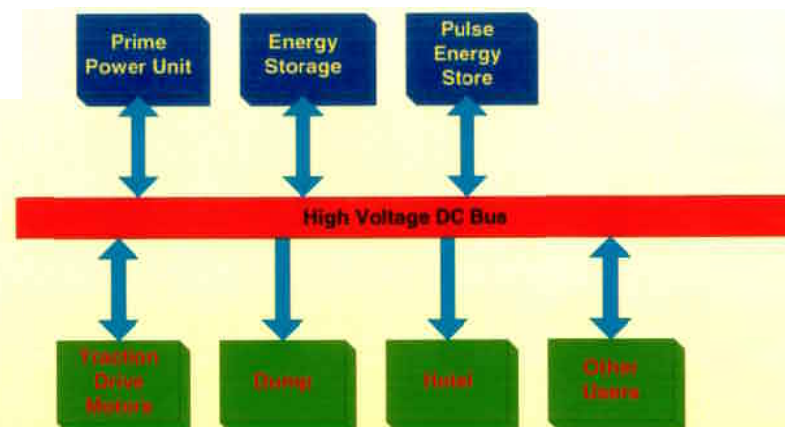 Prime
Power Unit
Energy
Storage
Pulse
Energy
Store
High Voltage DC Bus
Traction
Drive
Motors
Dump
Hotel
Other
Users